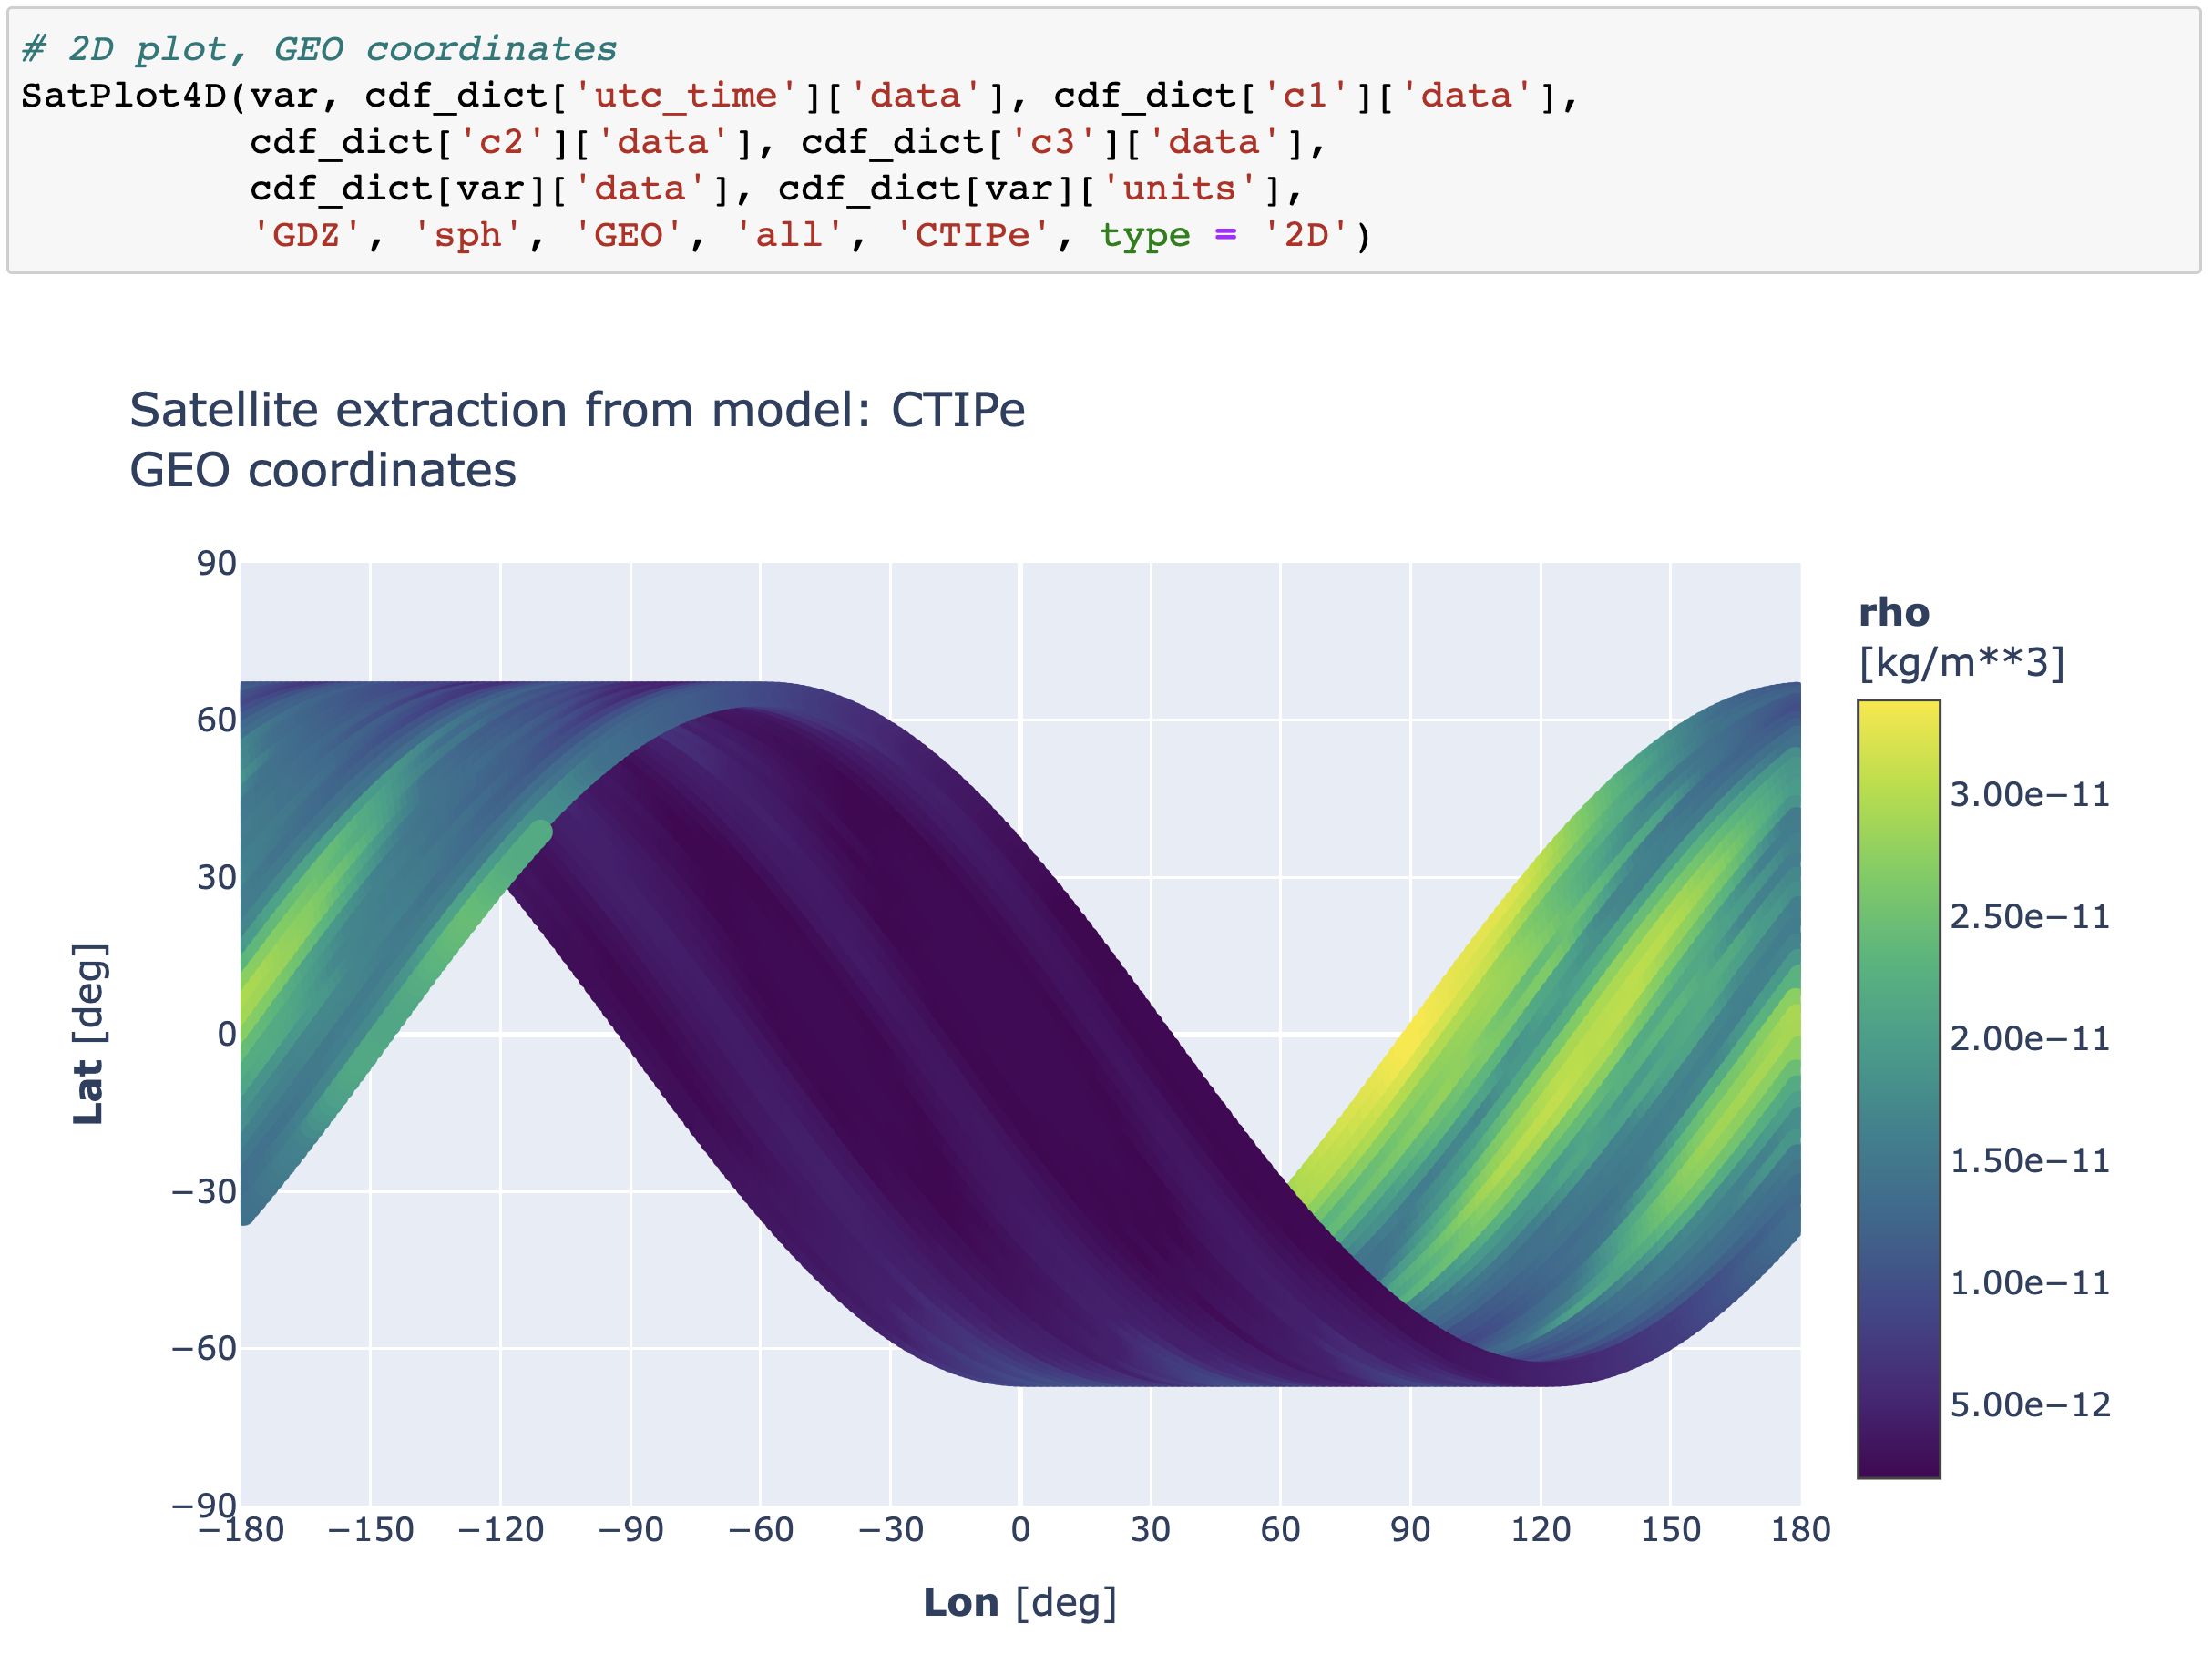 # 2D plot, GEO coordinates
SatPlot4D(var, cdf_dict['utc_time']['data'], cdf_dict['c1']['data'],
cdf_dict['c2']['data'], cdf_dict['c3']['data'],
cdf_dict[var]['data'], cdf_dict[var]['units'],
'GDZ', 'sph', 'GEO', 'all', 'CTIPe', type = '2D')
Satellite extraction from model: CTIPe
GEO coordinates
90
60
30
0
−30
−60
−90
Lat [deg]
−180 −150 −120 −90 −60 −30 0 30 60 90 120 150 180
Lon [deg]
rho
[kg/m**3]
3.00e−11
2.50e−11
2.00e−11
1.50e−11
1.00e−11
5.00e−12